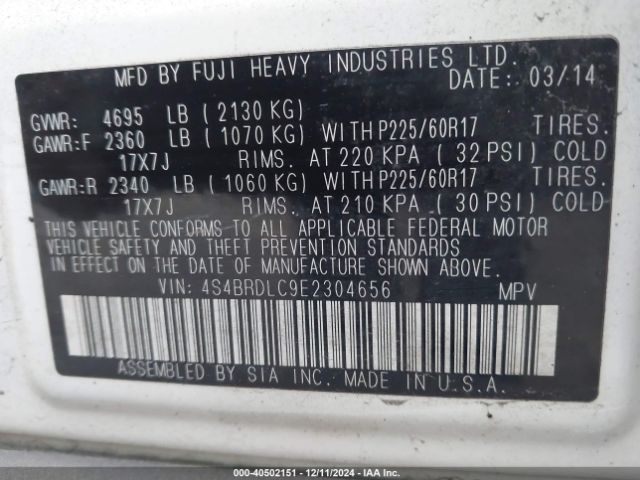 MFD BY FUJI HEAVY INDUSTRIES LTD.
DATE: 03/14
GVWR: 4695 LB ( 2130 KG)
GAWR:F 2360 LB ( 1070 KG) WITH P225/60R17 TIRES.
17X7J RIMS. AT 220 KPA ( 32 PSI) COLD
GAWR:R 2340 LB ( 1060 KG) WITH P225/60R17 TIRES.
17X7J RIMS. AT 210 KPA ( 30 PSI) COLD
THIS VEHICLE CONFORMS TO ALL APPLICABLE FEDERAL MOTOR
VEHICLE SAFETY AND THEFT PREVENTION STANDARDS
IN EFFECT ON THE DATE OF MANUFACTURE SHOWN ABOVE.
VIN: 4S4BRDLC9E2304656 MPV
ASSEMBLED BY SIA INC. MADE IN U.S.A.
000-40502151 - 12/11/2024 - IAA Inc.